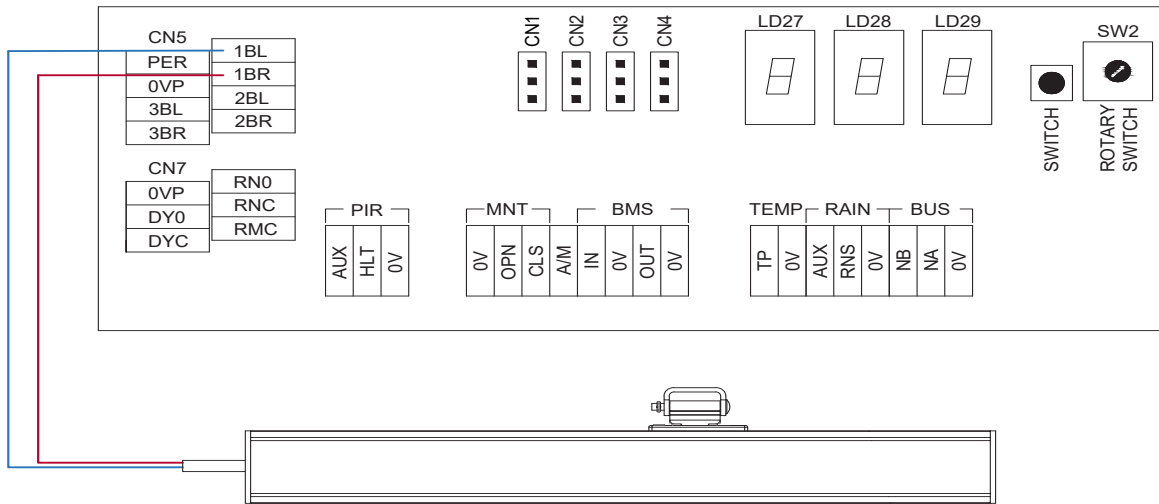 CN5
PER
0VP
3BL
3BR
1BL
1BR
2BL
2BR
CN7
0VP
DY0
DYC
RN0
RNC
RMC
CN1
CN2
CN3
CN4
LD27
LD28
LD29
SWITCH
SW2
ROTARY
SWITCH
PIR
AUX
HLT
0V
MNT
BMS
0V
OPN
CLS
A/M
IN
0V
OUT
0V
TEMP
RAIN
BUS
TP
0V
AUX
RNS
0V
NB
NA
0V